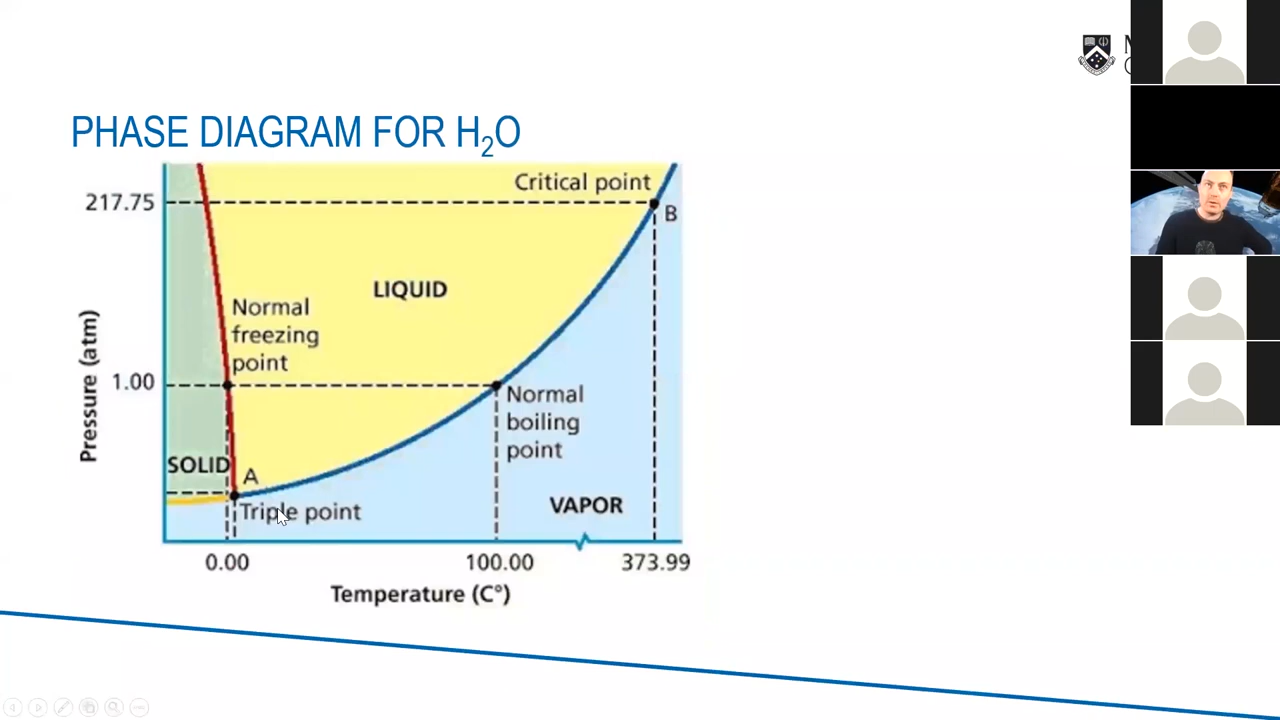 PHASE DIAGRAM FOR H₂O
217.75
Critical point
B
LIQUID
Normal
freezing
point
1.00
Normal
boiling
point
Pressure (atm)
SOLID
A
Triple point
VAPOR
0.00
100.00
373.99
Temperature (C°)